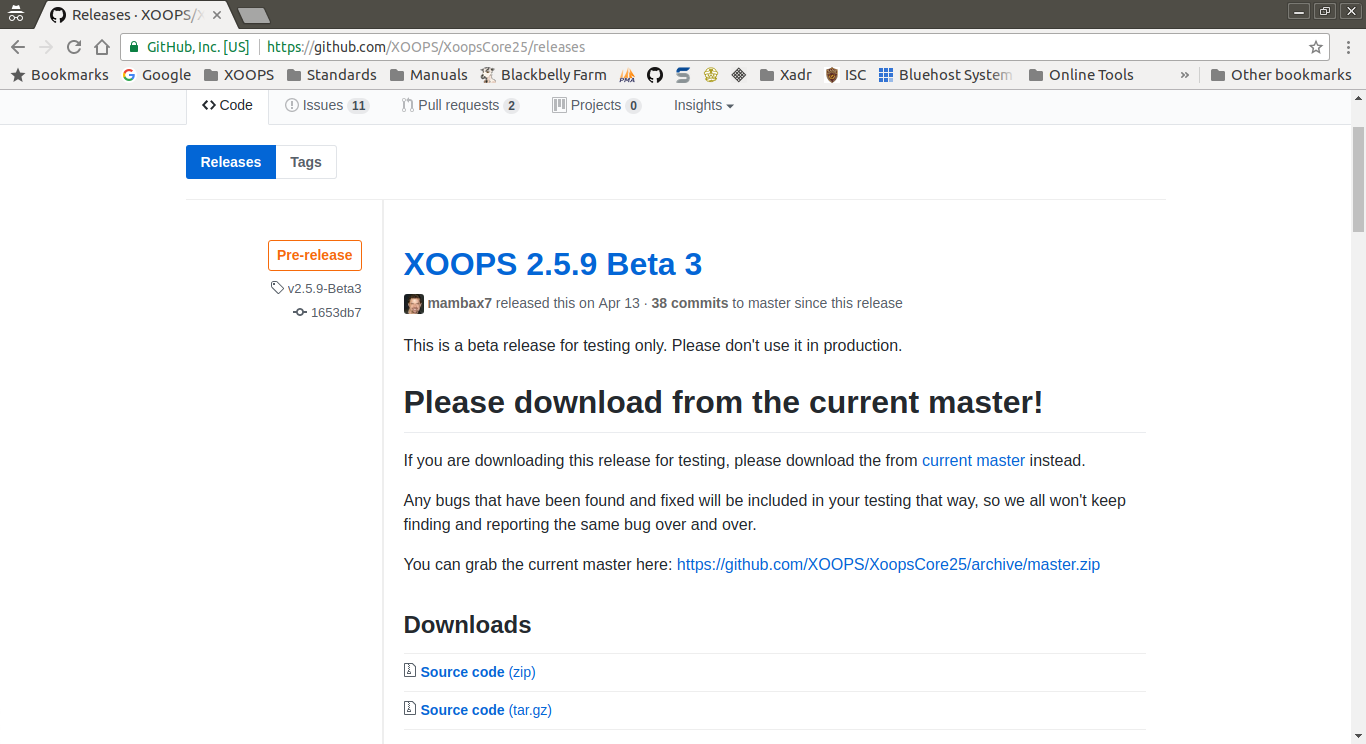 Releases · XOOPS/X
GitHub, Inc. [US] https://github.com/XOOPS/XoopsCore25/releases
Bookmarks Google XOOPS Standards Manuals Blackbelly Farm PMA Xadr ISC Bluehost System Online Tools » Other bookmarks
<> Code Issues 11 Pull requests 2 Projects 0 Insights
Releases Tags
Pre-release
v2.5.9-Beta3
1653db7
XOOPS 2.5.9 Beta 3
mambax7 released this on Apr 13 · 38 commits to master since this release
This is a beta release for testing only. Please don't use it in production.
Please download from the current master!
If you are downloading this release for testing, please download the from current master instead.
Any bugs that have been found and fixed will be included in your testing that way, so we all won't keep
finding and reporting the same bug over and over.
You can grab the current master here: https://github.com/XOOPS/XoopsCore25/archive/master.zip
Downloads
Source code (zip)
Source code (tar.gz)